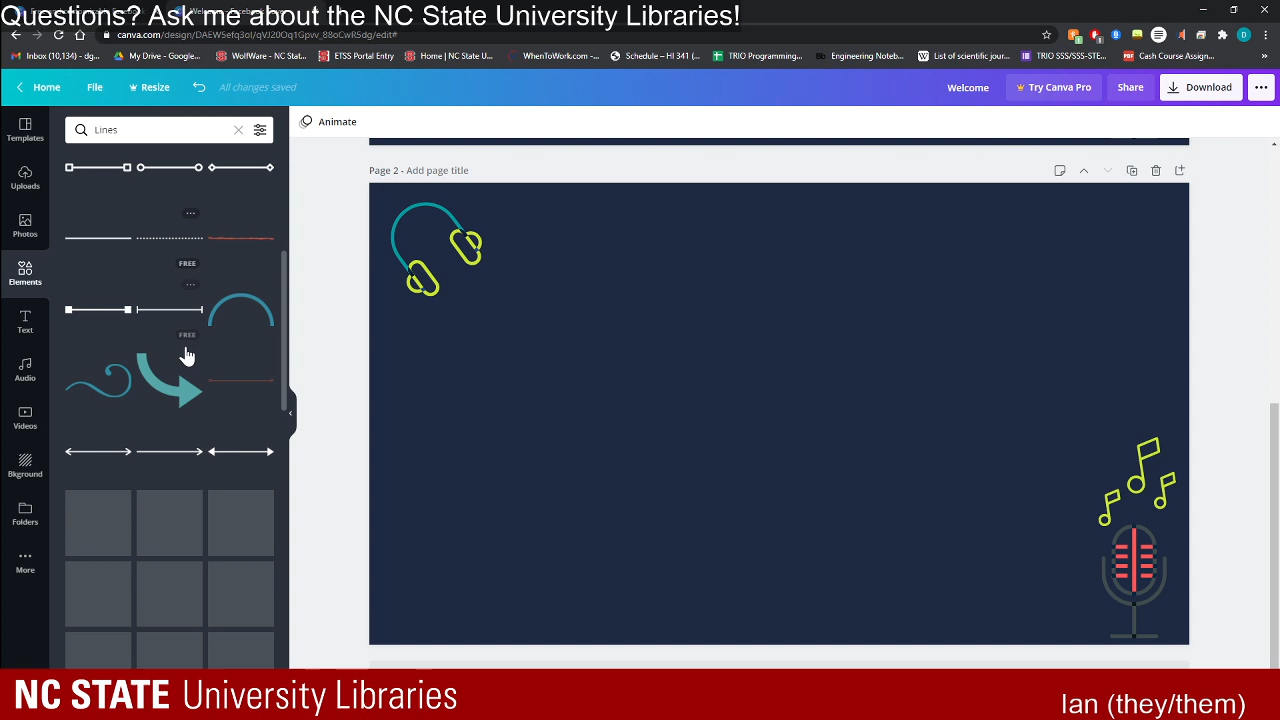 Questions? Ask me about the NC State University Libraries!
canva.com/design/DAEW5efq3oI/qVJ20Oq1Gpvv_88oCwR5dg/edit#
Inbox (10,134) - dg...
My Drive - Google...
WolfWare - NC Stat...
ETSS Portal Entry
Home | NC State U...
WhenToWork.com -...
Schedule – HI 341 (...
TRIO Programming...
Engineering Noteb...
List of scientific journ...
TRIO SSS/SSS-STE...
Cash Course Assig...
Home
File
Resize
All changes saved
Welcome
Try Canva Pro
Share
Download
Templates
Uploads
Photos
Elements
Text
Audio
Videos
Bkground
Folders
More
Lines
FREE
FREE
Animate
Page 2 - Add page title
NC STATE University Libraries
Ian (they/them)